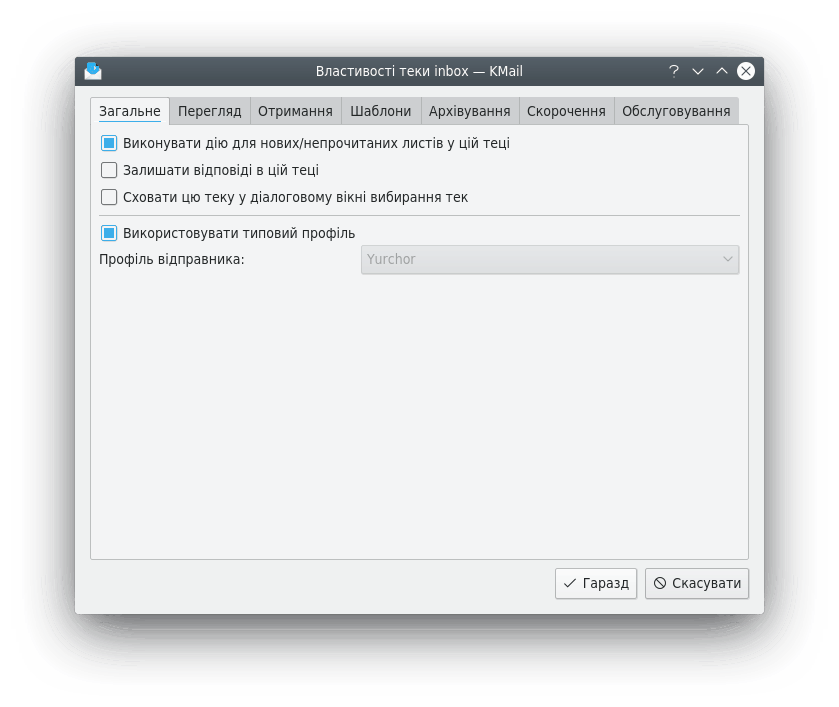 Властивості теки inbox — KMail
Загальне Перегляд Отримання Шаблони Архівування Скорочення Обслуговування
Виконувати дію для нових/непрочитаних листів у цій теці
Залишати відповіді в цій теці
Сховати цю теку у діалоговому вікні вибирання тек
Використовувати типовий профіль
Профіль відправника: Yurchor
Гаразд Скасувати